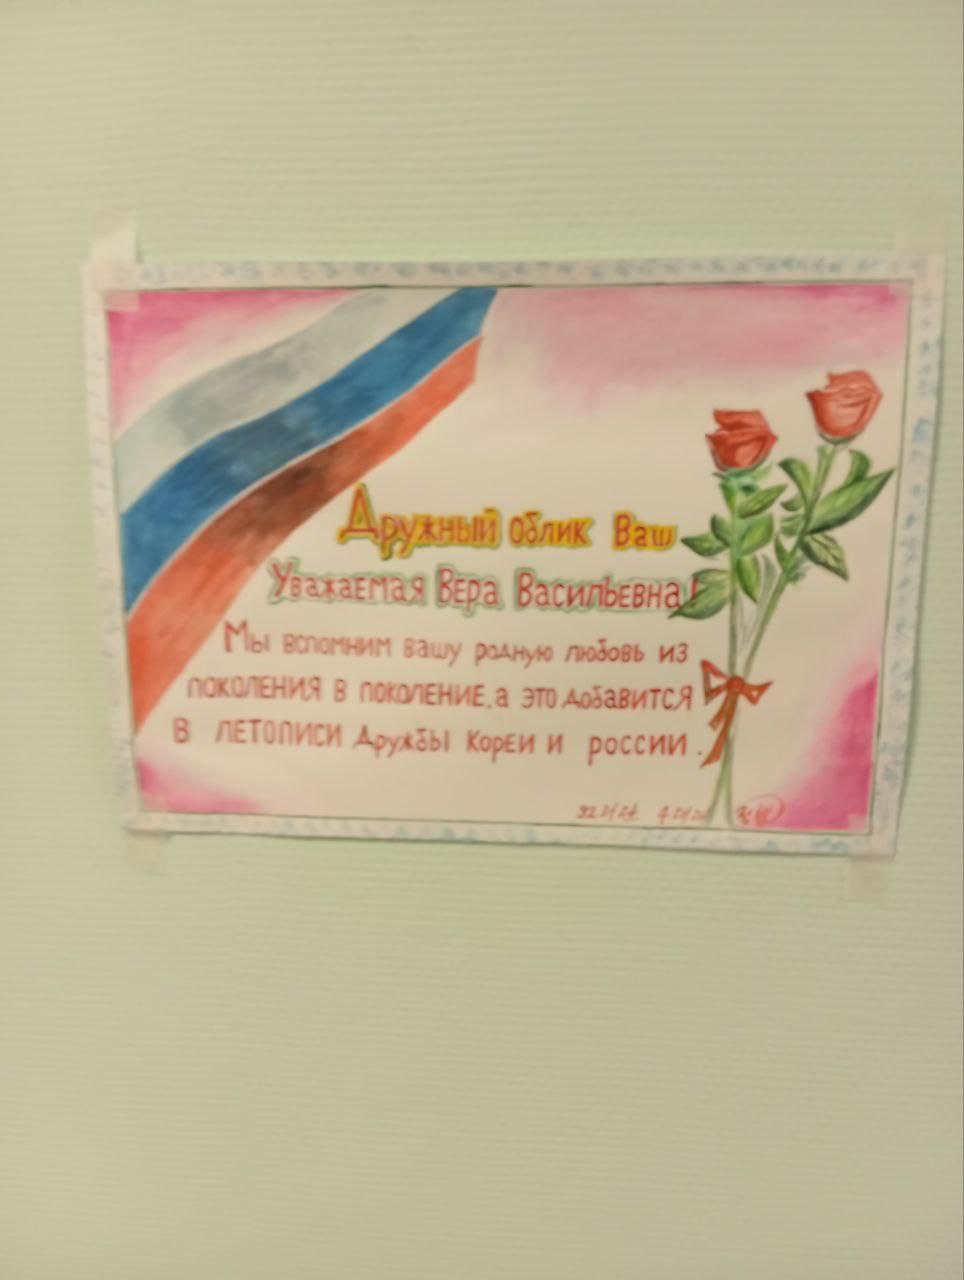 Дружный облик Ваш
Уважаемая Вера Васильевна!
Мы вспомним вашу родную любовь из
поколения в поколение, а это добавится
в летописи дружбы Кореи и россии.